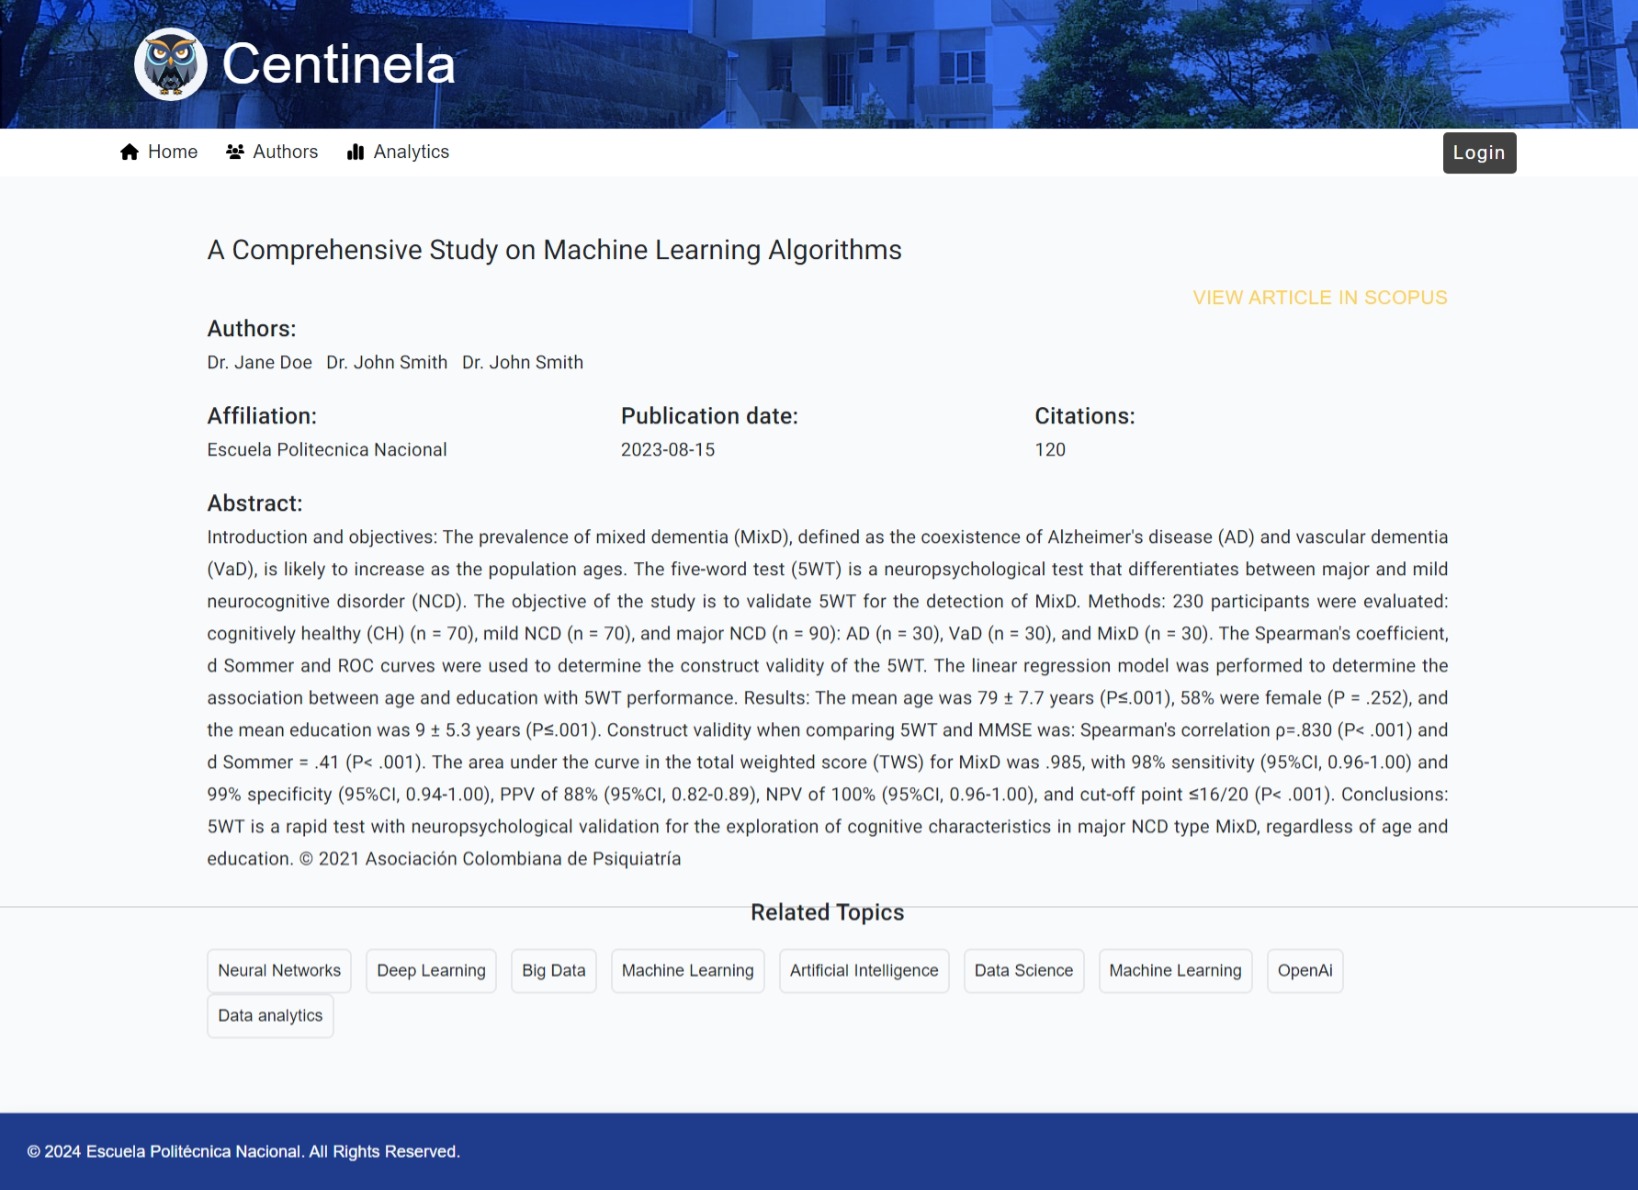 Centinela
Home Authors Analytics Login
A Comprehensive Study on Machine Learning Algorithms
VIEW ARTICLE IN SCOPUS
Authors:
Dr. Jane Doe Dr. John Smith Dr. John Smith
Affiliation: Publication date: Citations:
Escuela Politecnica Nacional 2023-08-15 120
Abstract:
Introduction and objectives: The prevalence of mixed dementia (MixD), defined as the coexistence of Alzheimer's disease (AD) and vascular dementia
(VaD), is likely to increase as the population ages. The five-word test (5WT) is a neuropsychological test that differentiates between major and mild
neurocognitive disorder (NCD). The objective of the study is to validate 5WT for the detection of MixD. Methods: 230 participants were evaluated:
cognitively healthy (CH) (n = 70), mild NCD (n = 70), and major NCD (n = 90): AD (n = 30), VaD (n = 30), and MixD (n = 30). The Spearman's coefficient,
d Sommer and ROC curves were used to determine the construct validity of the 5WT. The linear regression model was performed to determine the
association between age and education with 5WT performance. Results: The mean age was 79 ± 7.7 years (P≤.001), 58% were female (P = .252), and
the mean education was 9 ± 5.3 years (P≤.001). Construct validity when comparing 5WT and MMSE was: Spearman's correlation ρ=.830 (P< .001) and
d Sommer = .41 (P< .001). The area under the curve in the total weighted score (TWS) for MixD was .985, with 98% sensitivity (95%CI, 0.96-1.00) and
99% specificity (95%CI, 0.94-1.00), PPV of 88% (95%CI, 0.82-0.89), NPV of 100% (95%CI, 0.96-1.00), and cut-off point ≤16/20 (P< .001). Conclusions:
5WT is a rapid test with neuropsychological validation for the exploration of cognitive characteristics in major NCD type MixD, regardless of age and
education. © 2021 Asociación Colombiana de Psiquiatría
Related Topics
Neural Networks Deep Learning Big Data Machine Learning Artificial Intelligence Data Science Machine Learning OpenAi
Data analytics
© 2024 Escuela Politécnica Nacional. All Rights Reserved.